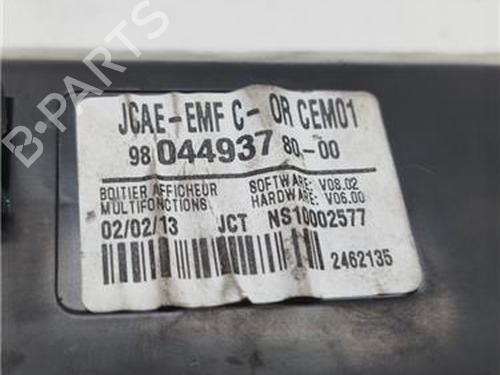 JCAE-EMF C- OR CEM01
98 044937 80-00
BOITIER AFFICHEUR SOFTWARE: V08.02
MULTIFONCTIONS HARDWARE: V06.00
02/02/13 JCT NS10002577
2462135
B-PARTS